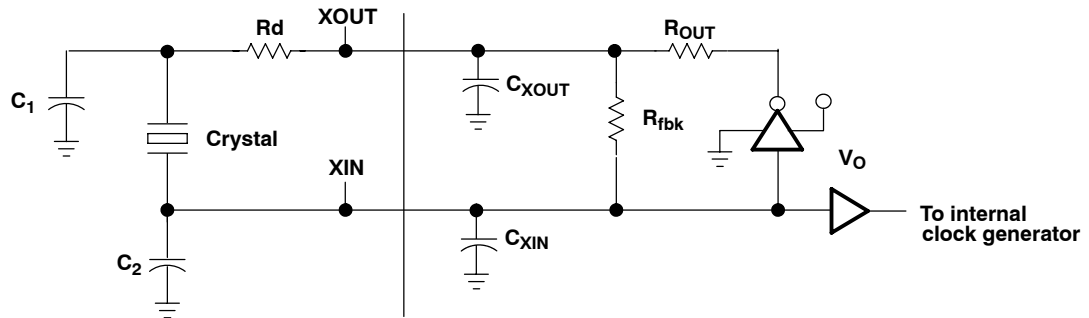 XOUT
Rd
ROUT
C1
CXOUT
Rfbk
Crystal
XIN
VO
C2
CXIN
To internal
clock generator